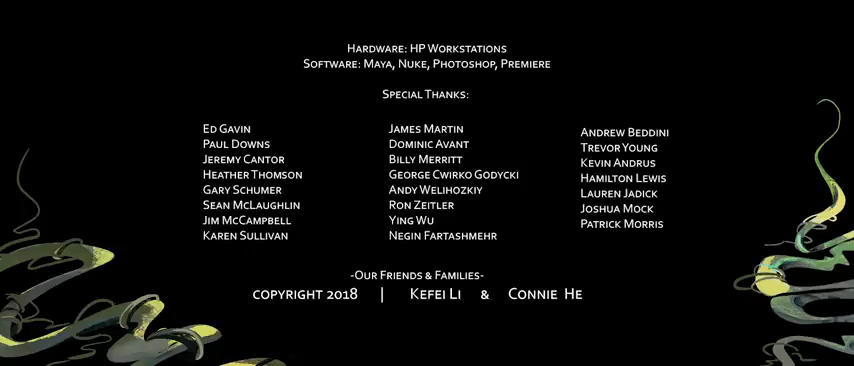 Hardware: HP Workstations
Software: Maya, Nuke, Photoshop, Premiere
Special Thanks:
Ed Gavin
Paul Downs
Jeremy Cantor
Heather Thomson
Gary Schumer
Sean McLaughlin
Jim McCampbell
Karen Sullivan
James Martin
Dominic Avant
Billy Merritt
George Cwirko Godycki
Andy Welihozkiy
Ron Zeitler
Ying Wu
Negin Fartashmehr
Andrew Beddini
Trevor Young
Kevin Andrus
Hamilton Lewis
Lauren Jadick
Joshua Mock
Patrick Morris
-Our Friends & Families-
copyright 2018 | Kefei Li & Connie He